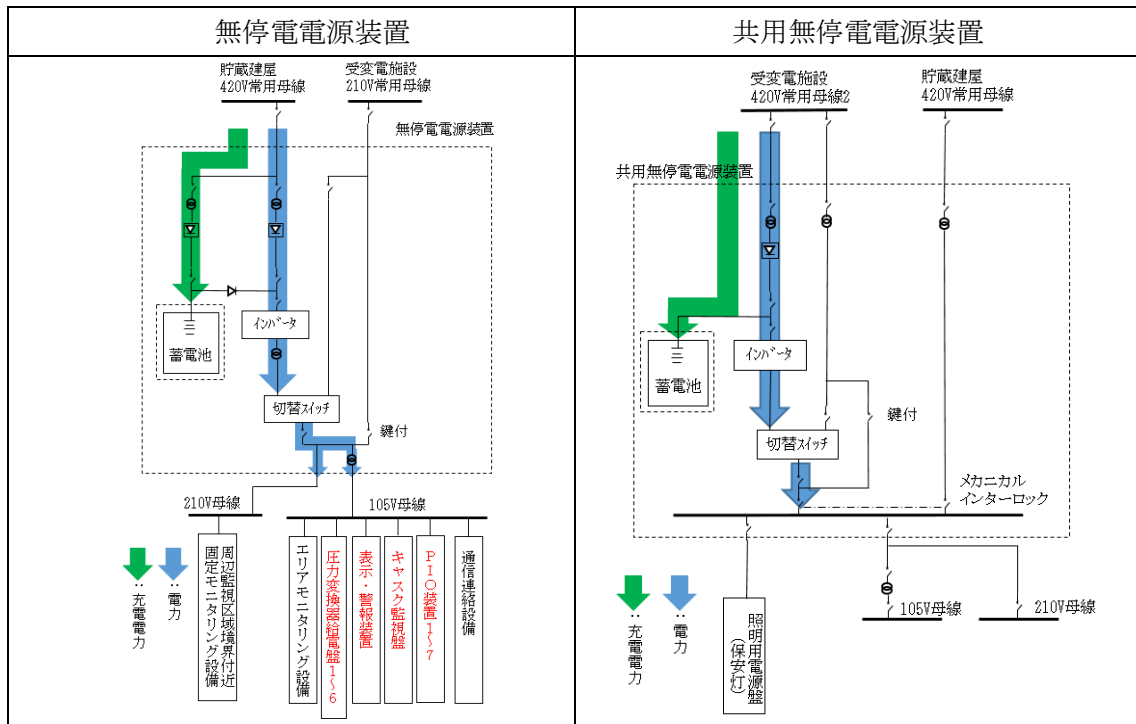 無停電電源装置
貯蔵建屋
420V常用母線
受変電施設
210V常用母線
無停電電源装置
インバータ
蓄電池
切替スイッチ
鍵付
210V母線
105V母線
周辺監視区域境界付近
固定モニタリング設備
エリアモニタリング設備
圧力変換器給電盤1~6
表示・警報装置
キャスク監視盤
PIO装置1~7
通信連絡設備
:充電電力
:電力
共用無停電電源装置
受変電施設
420V常用母線2
貯蔵建屋
420V常用母線
共用無停電電源装置
インバータ
蓄電池
切替スイッチ
鍵付
メカニカル
インターロック
照明用電源盤
(保安灯)
105V母線
210V母線
:充電電力
:電力